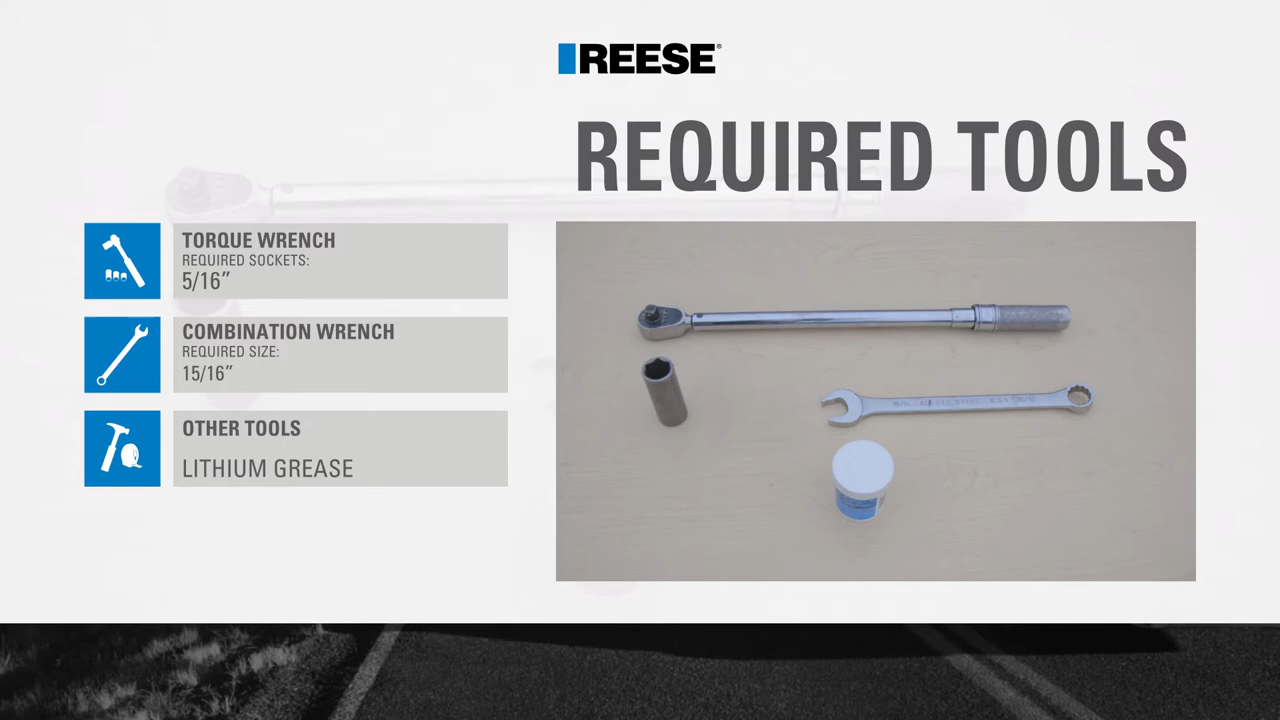 REESE®
REQUIRED TOOLS
TORQUE WRENCH
REQUIRED SOCKETS:
5/16”
COMBINATION WRENCH
REQUIRED SIZE:
15/16”
OTHER TOOLS
LITHIUM GREASE